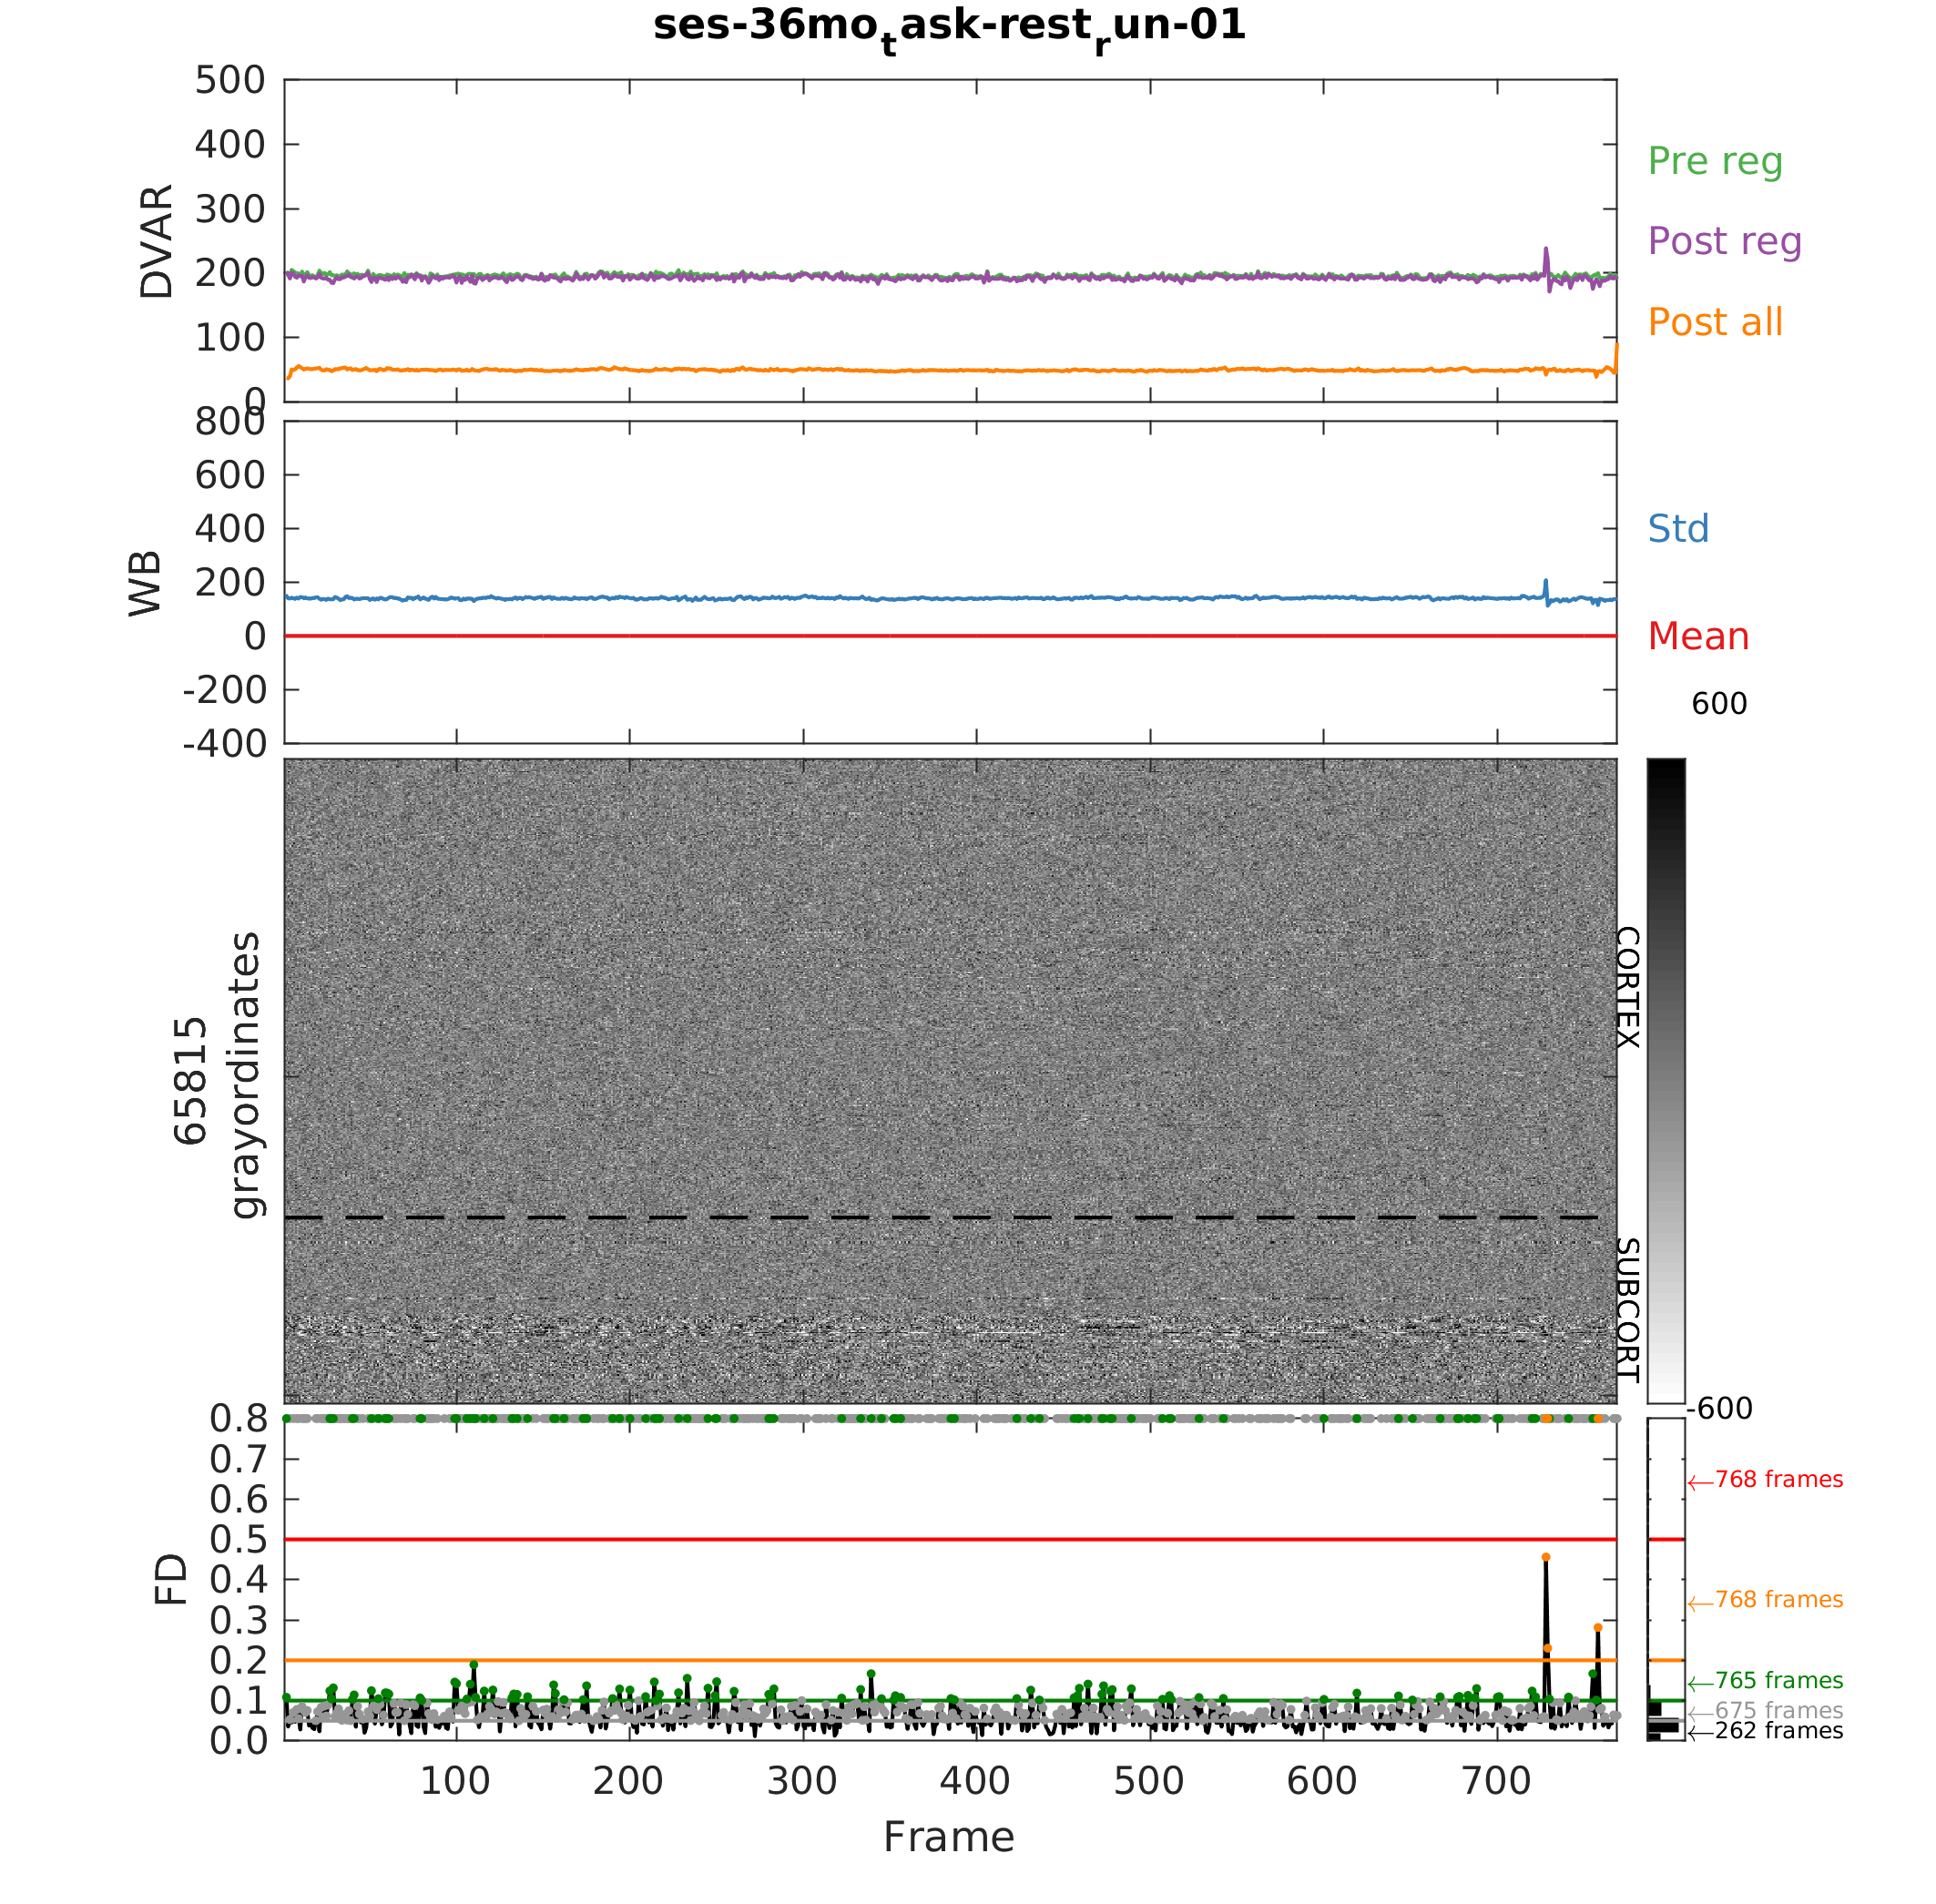 ses-36mo_task-rest_run-01
500
400
300
200
100
0
DVAR
Pre reg
Post reg
Post all
800
600
400
200
0
-200
-400
WB
Std
Mean
600
65815
grayordinates
CORTEX
SUBCORT
-600
0.8
0.7
0.6
0.5
0.4
0.3
0.2
0.1
0.0
FD
←768 frames
←768 frames
←765 frames
←675 frames
←262 frames
100 200 300 400 500 600 700
Frame